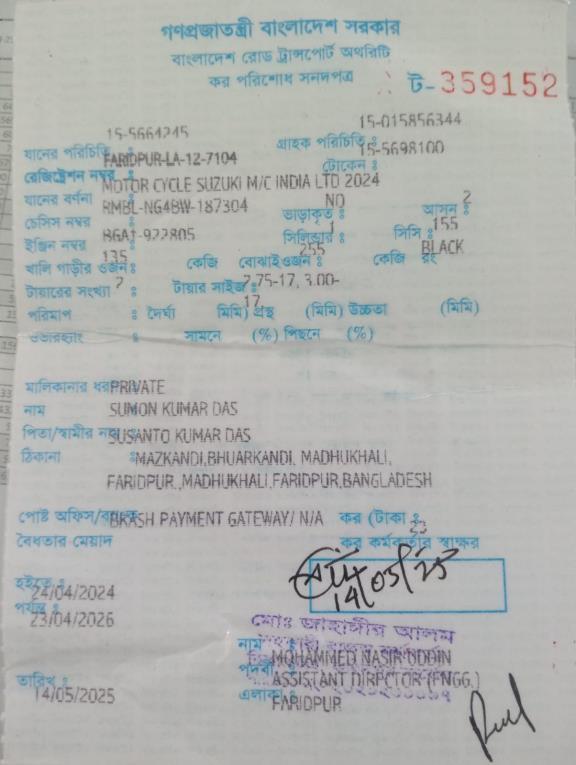 গণপ্রজাতন্ত্রী বাংলাদেশ সরকার
বাংলাদেশ রোড ট্রান্সপোর্ট অথরিটি
কর পরিশোধ সনদপত্র
ট-359152
15-5664245 15-015856344
যানের পরিচিতি গ্রাহক পরিচিতি : 15-5698100
রেজিষ্ট্রেশন নম্বর FARIDPUR-LA-12-7104 টোকেন :
যানের বর্ণনা MOTOR CYCLE SUZUKI M/C INDIA LTD 2024
চেসিস নম্বর RMBL-NG4BW-187304 ভাড়াকৃত : NO আসন : 2
ইঞ্জিন নম্বর BGA1-922805 সিলিন্ডার : 1 সিসি : 155
খালি গাড়ীর ওজন : 135 কেজি বোঝাইওজন : 255 কেজি রং BLACK
টায়ারের সংখ্যা : টায়ার সাইজ : 2.75-17, 3.00-17
পরিমাপ : দৈর্ঘ্য (মিমি) প্রস্থ (মিমি) উচ্চতা (মিমি)
ওভারহ্যাং : সামনে (%) পিছনে (%)
মালিকানার ধরণ PRIVATE
নাম SUMON KUMAR DAS
পিতা/স্বামীর নাম SUSANTO KUMAR DAS
ঠিকানা : MAZKANDI,BHUARKANDI, MADHUKHALI,
FARIDPUR.,MADHUKHALI,FARIDPUR,BANGLADESH
পোষ্ট অফিস/ব্যাংক BKASH PAYMENT GATEWAY/ N/A কর (টাকা : 23
বৈধতার মেয়াদ কর কর্মকর্তার স্বাক্ষর
14/05/25
হইতে : 24/04/2024
পর্যন্ত : 23/04/2026
মোঃ জাহাঙ্গীর আলম
নাম : MOHAMMED NASIR UDDIN
পদবী : ASSISTANT DIRECTOR (ENGG.)
তারিখ : 14/05/2025 এলাকা : FARIDPUR